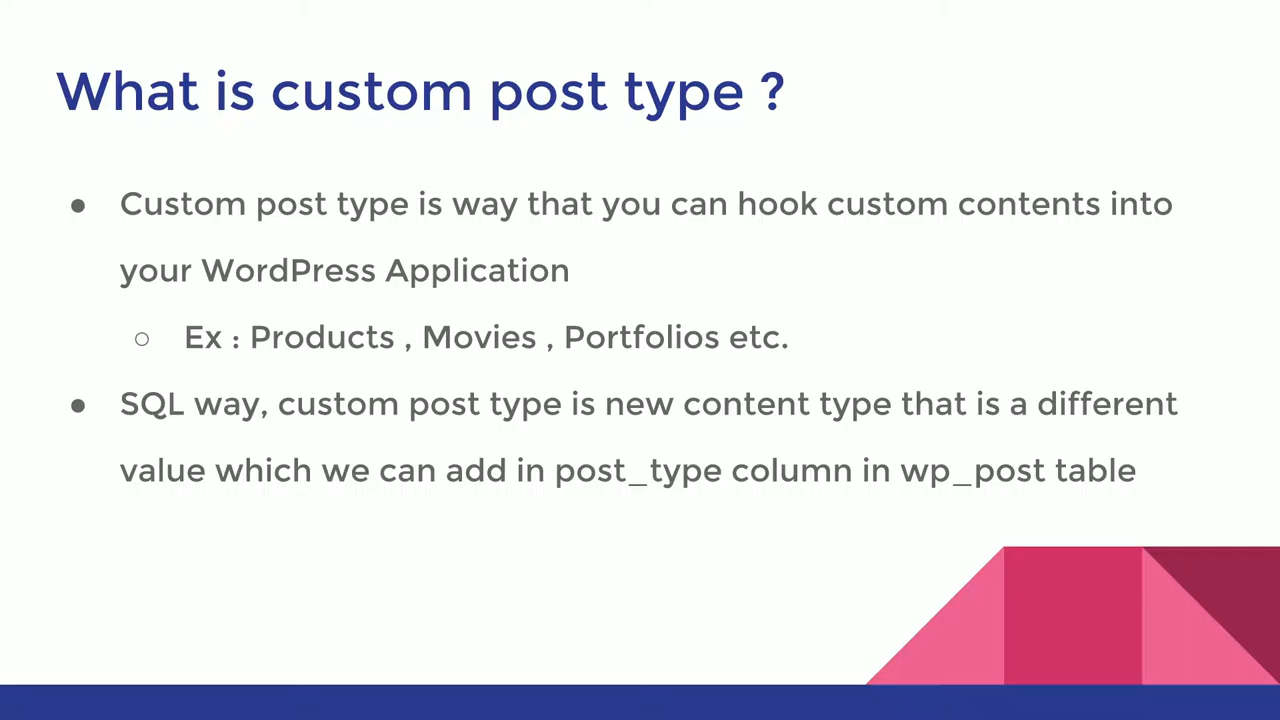 What is custom post type ?
● Custom post type is way that you can hook custom contents into
your WordPress Application
○ Ex : Products , Movies , Portfolios etc.
● SQL way, custom post type is new content type that is a different
value which we can add in post_type column in wp_post table